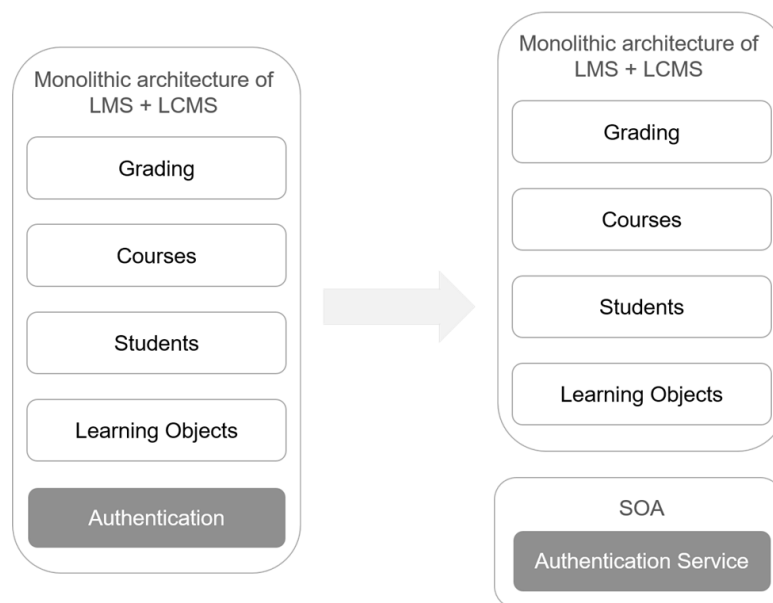 Monolithic architecture of
LMS + LCMS
Grading
Courses
Students
Learning Objects
Authentication
Monolithic architecture of
LMS + LCMS
Grading
Courses
Students
Learning Objects
SOA
Authentication Service